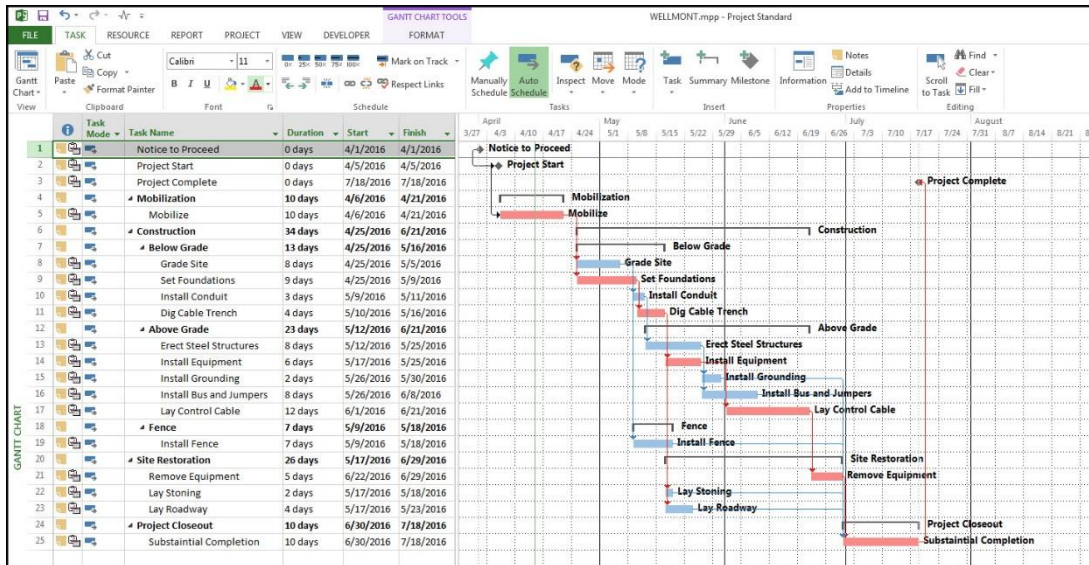 GANTT CHART TOOLS
WELLMONT.mpp - Project Standard
FILE TASK RESOURCE REPORT PROJECT VIEW DEVELOPER FORMAT
Gantt Chart
View
Paste
Cut
Copy
Format Painter
Clipboard
Calibri 11
B I U A
Font
0% 25% 50% 75% 100%
Mark on Track
Respect Links
Schedule
Manually Schedule
Auto Schedule
Inspect
Move
Mode
Tasks
Task
Summary
Milestone
Insert
Information
Notes
Details
Add to Timeline
Properties
Scroll to Task
Find
Clear
Fill
Editing
Task Mode Task Name Duration Start Finish
April May June July August
3/27 4/3 4/10 4/17 4/24 5/1 5/8 5/15 5/22 5/29 6/5 6/12 6/19 6/26 7/3 7/10 7/17 7/24 7/31 8/7 8/14 8/21
1 Notice to Proceed 0 days 4/1/2016 4/1/2016 Notice to Proceed
2 Project Start 0 days 4/5/2016 4/5/2016 Project Start
3 Project Complete 0 days 7/18/2016 7/18/2016 Project Complete
4 Mobilization 10 days 4/6/2016 4/21/2016 Mobilization
5 Mobilize 10 days 4/6/2016 4/21/2016 Mobilize
6 Construction 34 days 4/25/2016 6/21/2016 Construction
7 Below Grade 13 days 4/25/2016 5/16/2016 Below Grade
8 Grade Site 8 days 4/25/2016 5/5/2016 Grade Site
9 Set Foundations 9 days 4/25/2016 5/9/2016 Set Foundations
10 Install Conduit 3 days 5/9/2016 5/11/2016 Install Conduit
11 Dig Cable Trench 4 days 5/10/2016 5/16/2016 Dig Cable Trench
12 Above Grade 23 days 5/12/2016 6/21/2016 Above Grade
13 Erect Steel Structures 8 days 5/12/2016 5/25/2016 Erect Steel Structures
14 Install Equipment 6 days 5/17/2016 5/25/2016 Install Equipment
15 Install Grounding 2 days 5/26/2016 5/30/2016 Install Grounding
16 Install Bus and Jumpers 8 days 5/26/2016 6/8/2016 Install Bus and Jumpers
17 Lay Control Cable 12 days 6/1/2016 6/21/2016 Lay Control Cable
18 Fence 7 days 5/9/2016 5/18/2016 Fence
19 Install Fence 7 days 5/9/2016 5/18/2016 Install Fence
20 Site Restoration 26 days 5/17/2016 6/29/2016 Site Restoration
21 Remove Equipment 5 days 6/22/2016 6/29/2016 Remove Equipment
22 Lay Stoning 2 days 5/17/2016 5/18/2016 Lay Stoning
23 Lay Roadway 4 days 5/17/2016 5/23/2016 Lay Roadway
24 Project Closeout 10 days 6/30/2016 7/18/2016 Project Closeout
25 Substaintial Completion 10 days 6/30/2016 7/18/2016 Substaintial Completion
GANTT CHART